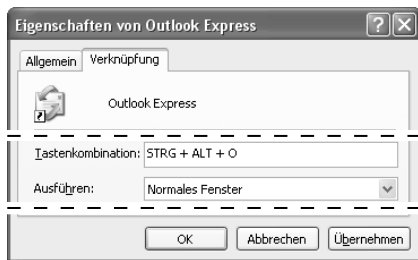 Eigenschaften von Outlook Express
Allgemein Verknüpfung
Outlook Express
Tastenkombination: STRG + ALT + O
Ausführen: Normales Fenster
OK Abbrechen Übernehmen